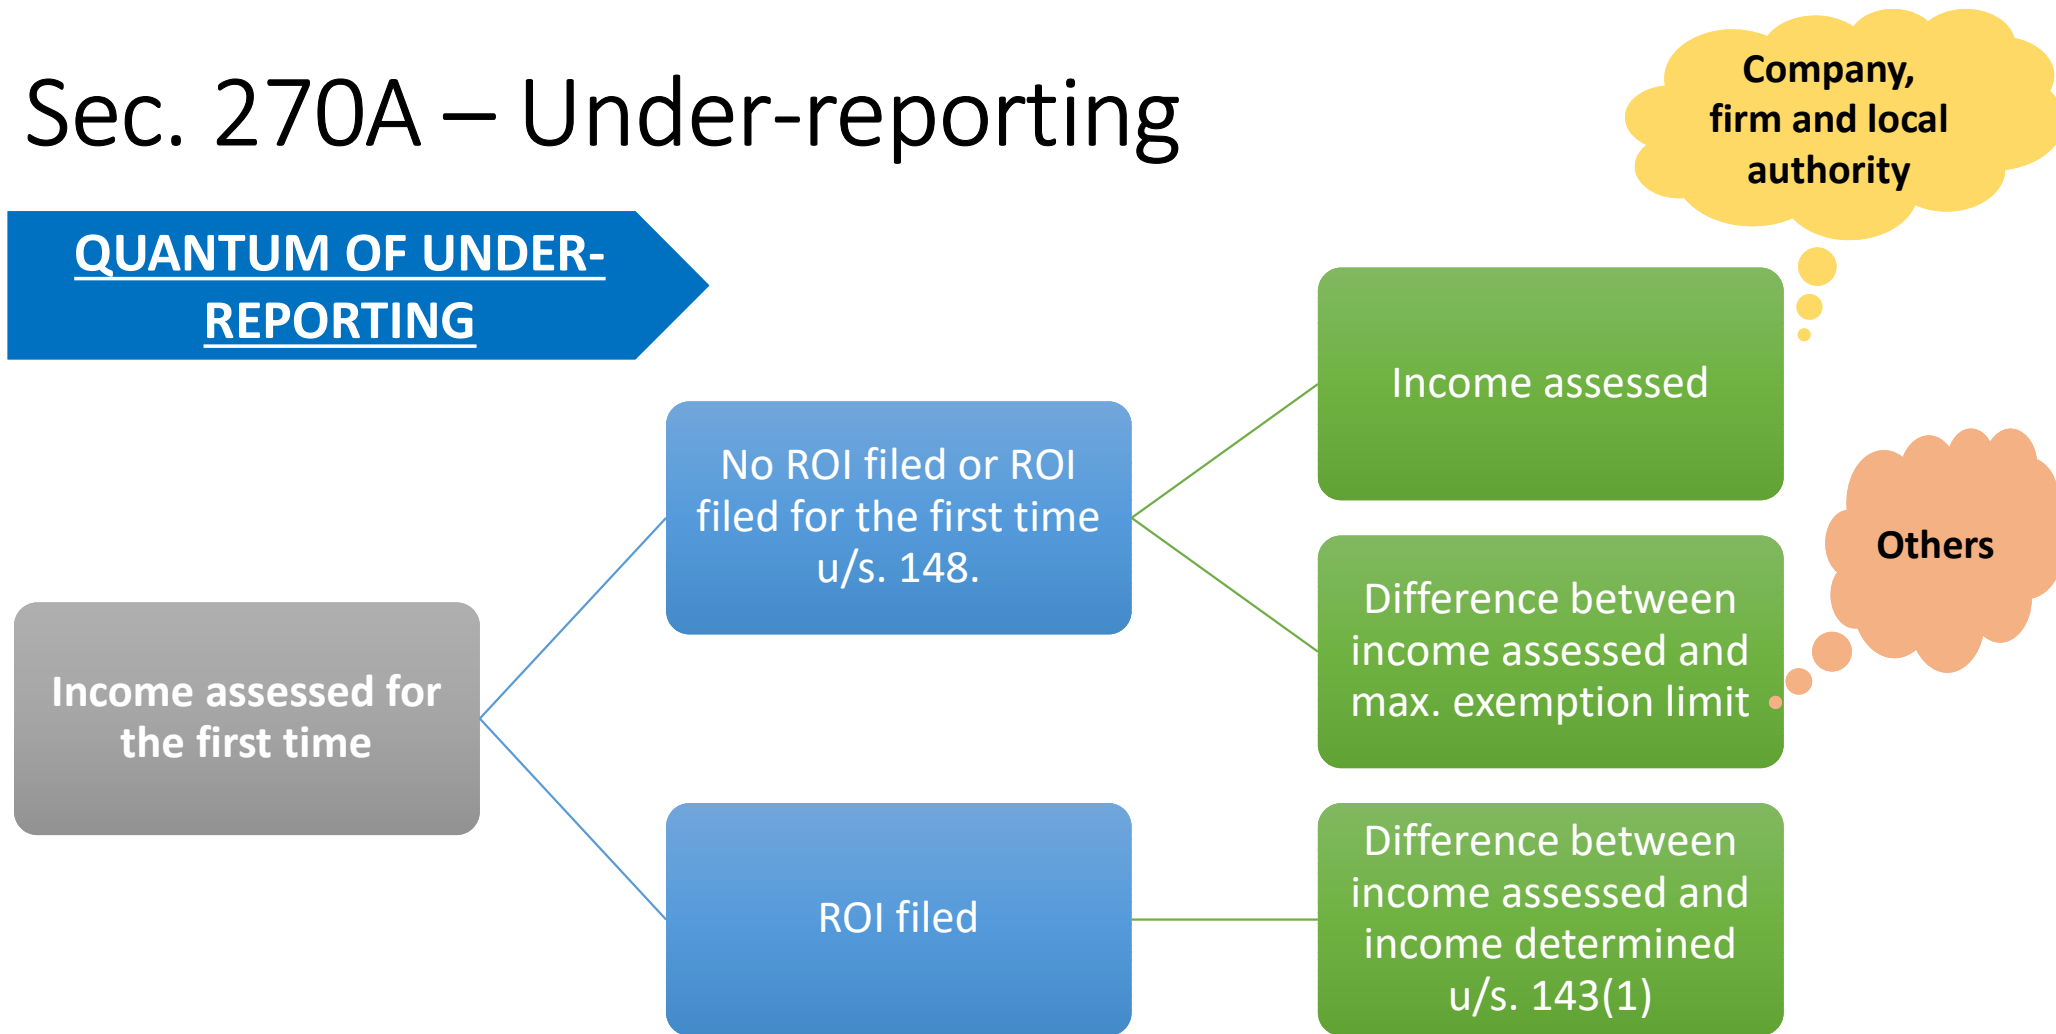 Sec. 270A – Under-reporting
Company,
firm and local
authority
QUANTUM OF UNDER-
REPORTING
Income assessed for
the first time
No ROI filed or ROI
filed for the first time
u/s. 148.
Income assessed
Difference between
income assessed and
max. exemption limit
Others
ROI filed
Difference between
income assessed and
income determined
u/s. 143(1)